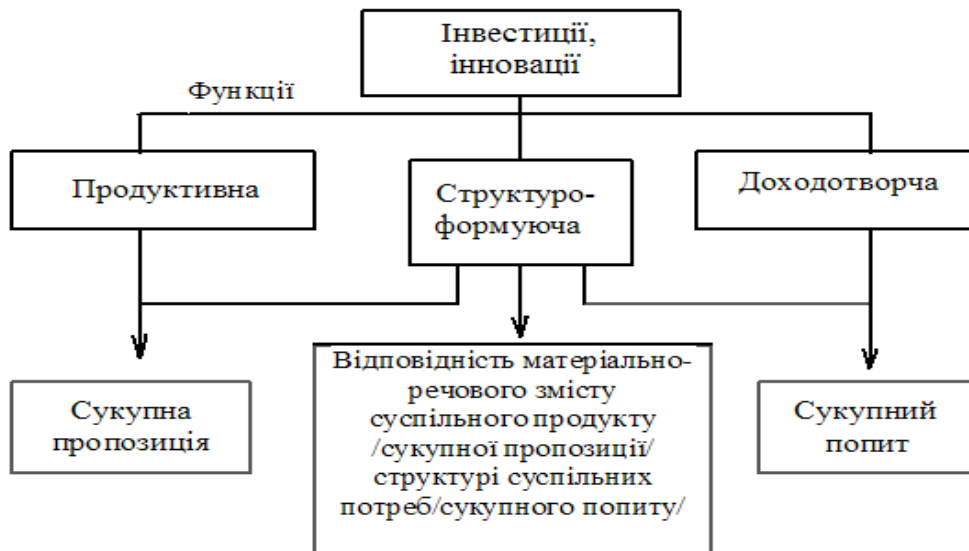 Інвестиції,
інновації
Функції
Продуктивна
Структуро-
формуюча
Доходотворча
Сукупна
пропозиція
Відповідність матеріально-
речового змісту
суспільного продукту
/сукупної пропозиції/
структурі суспільних
потреб/сукупного попиту/
Сукупний
попит